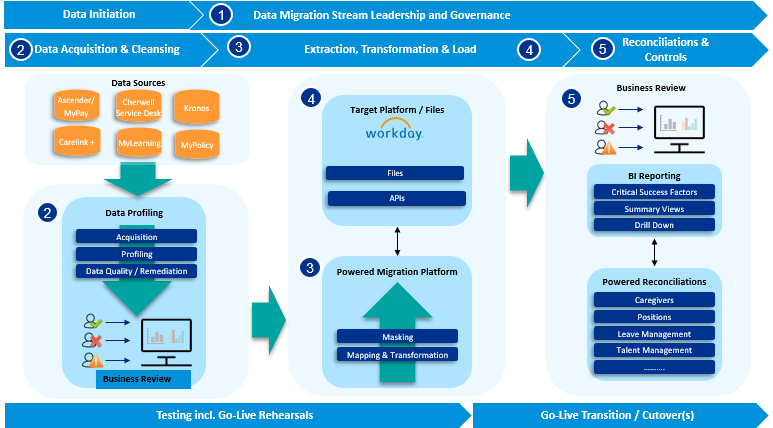 Data Initiation
1
Data Migration Stream Leadership and Governance
2
Data Acquisition & Cleansing
3
Extraction, Transformation & Load
4
5
Reconciliations &
Controls
Data Sources
Ascender/
MyPay
Cherwell
Service Desk
Kronos
Carelink +
MyLearning
MyPolicy
2
Data Profiling
Acquisition
Profiling
Data Quality / Remediation
Business Review
4
Target Platform / Files
workday.
Files
APIs
3
Powered Migration Platform
Masking
Mapping & Transformation
5
Business Review
BI Reporting
Critical Success Factors
Summary Views
Drill Down
Powered Reconciliations
Caregivers
Positions
Leave Management
Talent Management
..........
Testing incl. Go-Live Rehearsals
Go-Live Transition / Cutover(s)